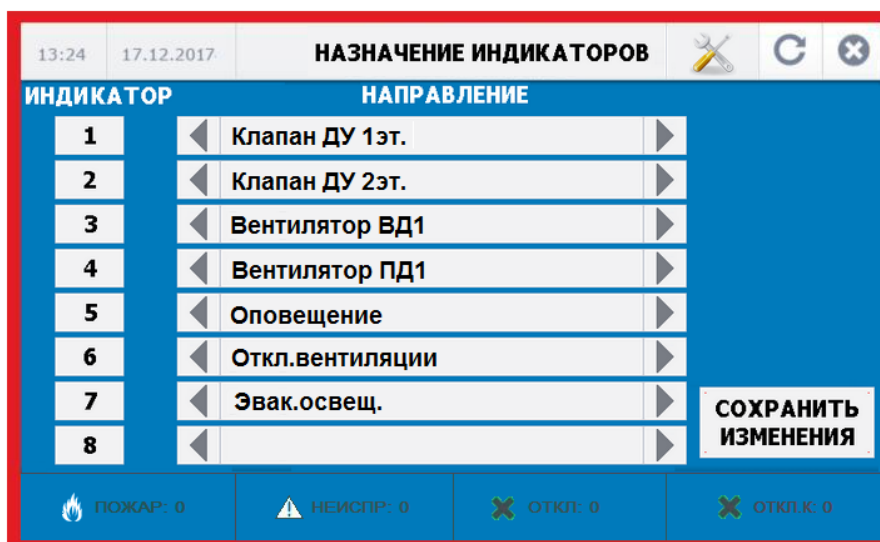 13:24 17.12.2017 НАЗНАЧЕНИЕ ИНДИКАТОРОВ
ИНДИКАТОР НАПРАВЛЕНИЕ
1 Клапан ДУ 1эт.
2 Клапан ДУ 2эт.
3 Вентилятор ВД1
4 Вентилятор ПД1
5 Оповещение
6 Откл.вентиляции
7 Эвак.освещ.
8
СОХРАНИТЬ
ИЗМЕНЕНИЯ
ПОЖАР: 0 НЕИСПР: 0 ОТКЛ: 0 ОТКЛ.К: 0